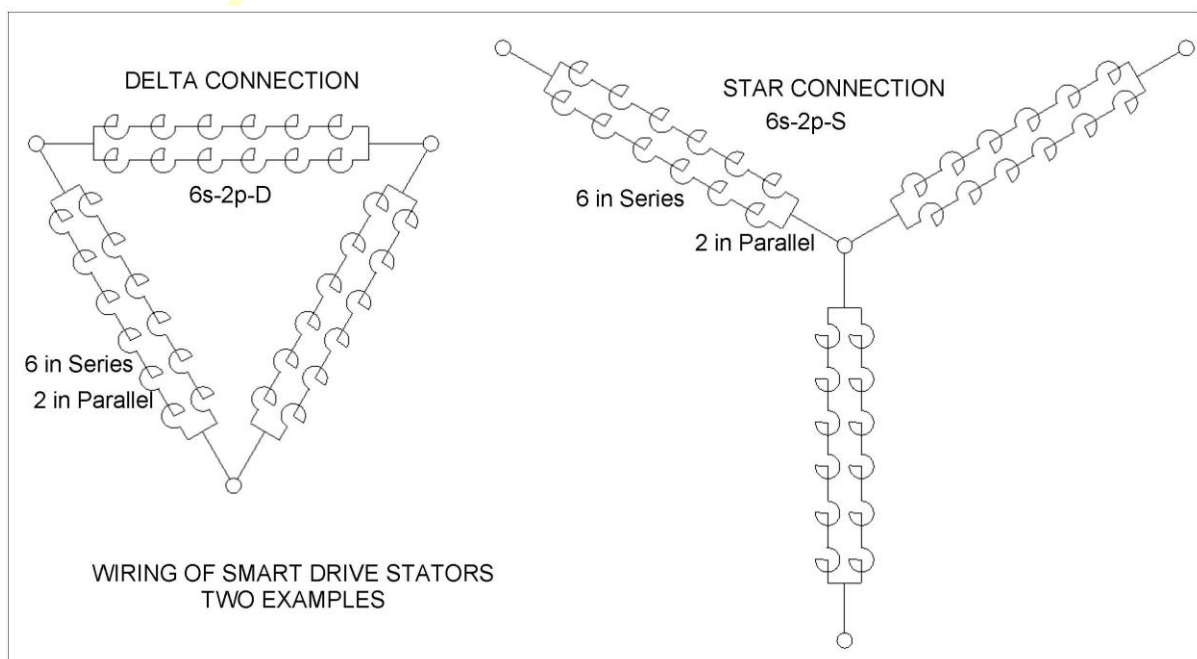 DELTA CONNECTION
6s-2p-D
6 in Series
2 in Parallel
STAR CONNECTION
6s-2p-S
6 in Series
2 in Parallel
WIRING OF SMART DRIVE STATORS
TWO EXAMPLES